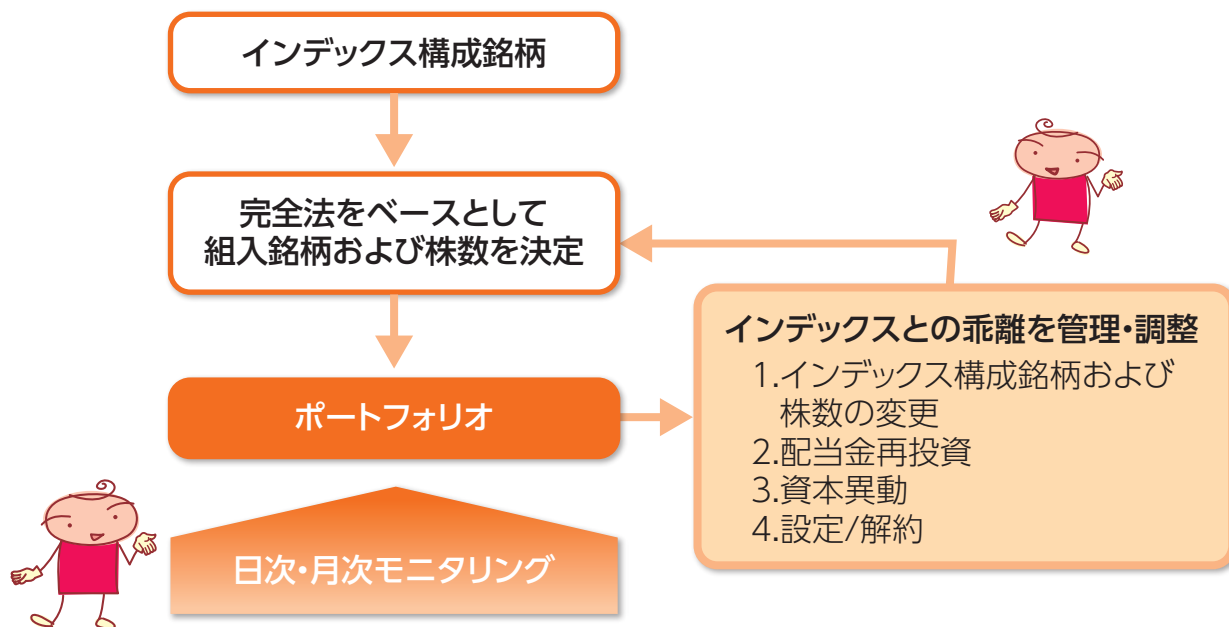 インデックス構成銘柄
完全法をベースとして
組入銘柄および株数を決定
インデックスとの乖離を管理・調整
1.インデックス構成銘柄および
株数の変更
2.配当金再投資
3.資本異動
4.設定/解約
ポートフォリオ
日次・月次モニタリング